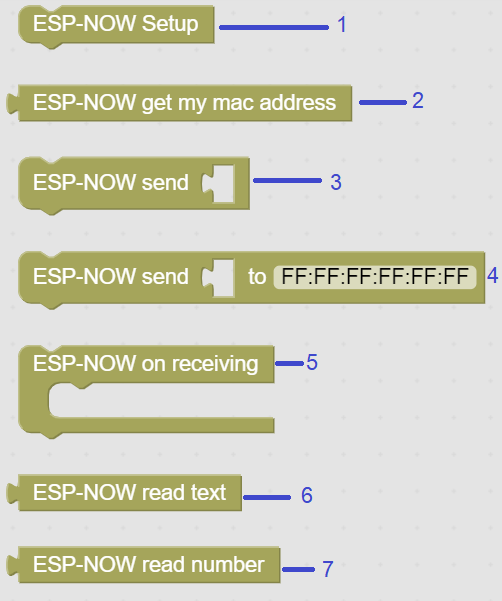 ESP-NOW Setup 1
ESP-NOW get my mac address 2
ESP-NOW send 3
ESP-NOW send to FF:FF:FF:FF:FF:FF 4
ESP-NOW on receiving 5
ESP-NOW read text 6
ESP-NOW read number 7